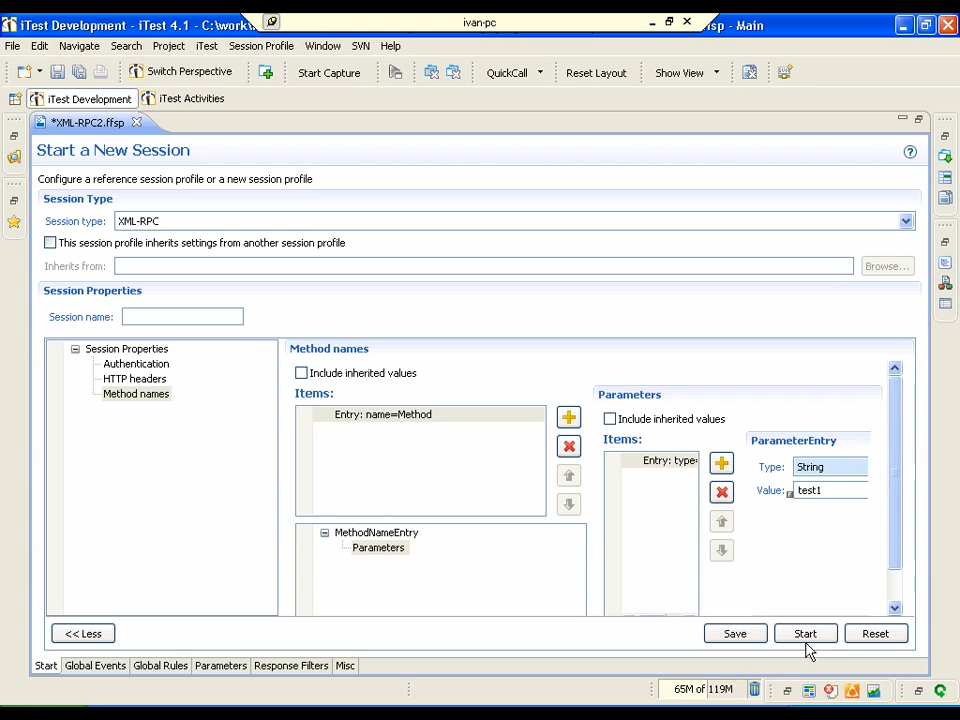 iTest Development - iTest 4.1 - C:\work\
ivan-pc
sp - Main
File Edit Navigate Search Project iTest Session Profile Window SVN Help
Switch Perspective Start Capture QuickCall Reset Layout Show View
iTest Development iTest Activities
*XML-RPC2.ffsp
Start a New Session
Configure a reference session profile or a new session profile
Session Type
Session type: XML-RPC
This session profile inherits settings from another session profile
Inherits from: Browse...
Session Properties
Session name:
Session Properties
Authentication
HTTP headers
Method names
Method names
Include inherited values
Items:
Entry: name=Method
MethodNameEntry
Parameters
Parameters
Include inherited values
Items:
Entry: type=
ParameterEntry
Type: String
Value: test1
<< Less Save Start Reset
Start Global Events Global Rules Parameters Response Filters Misc
65M of 119M